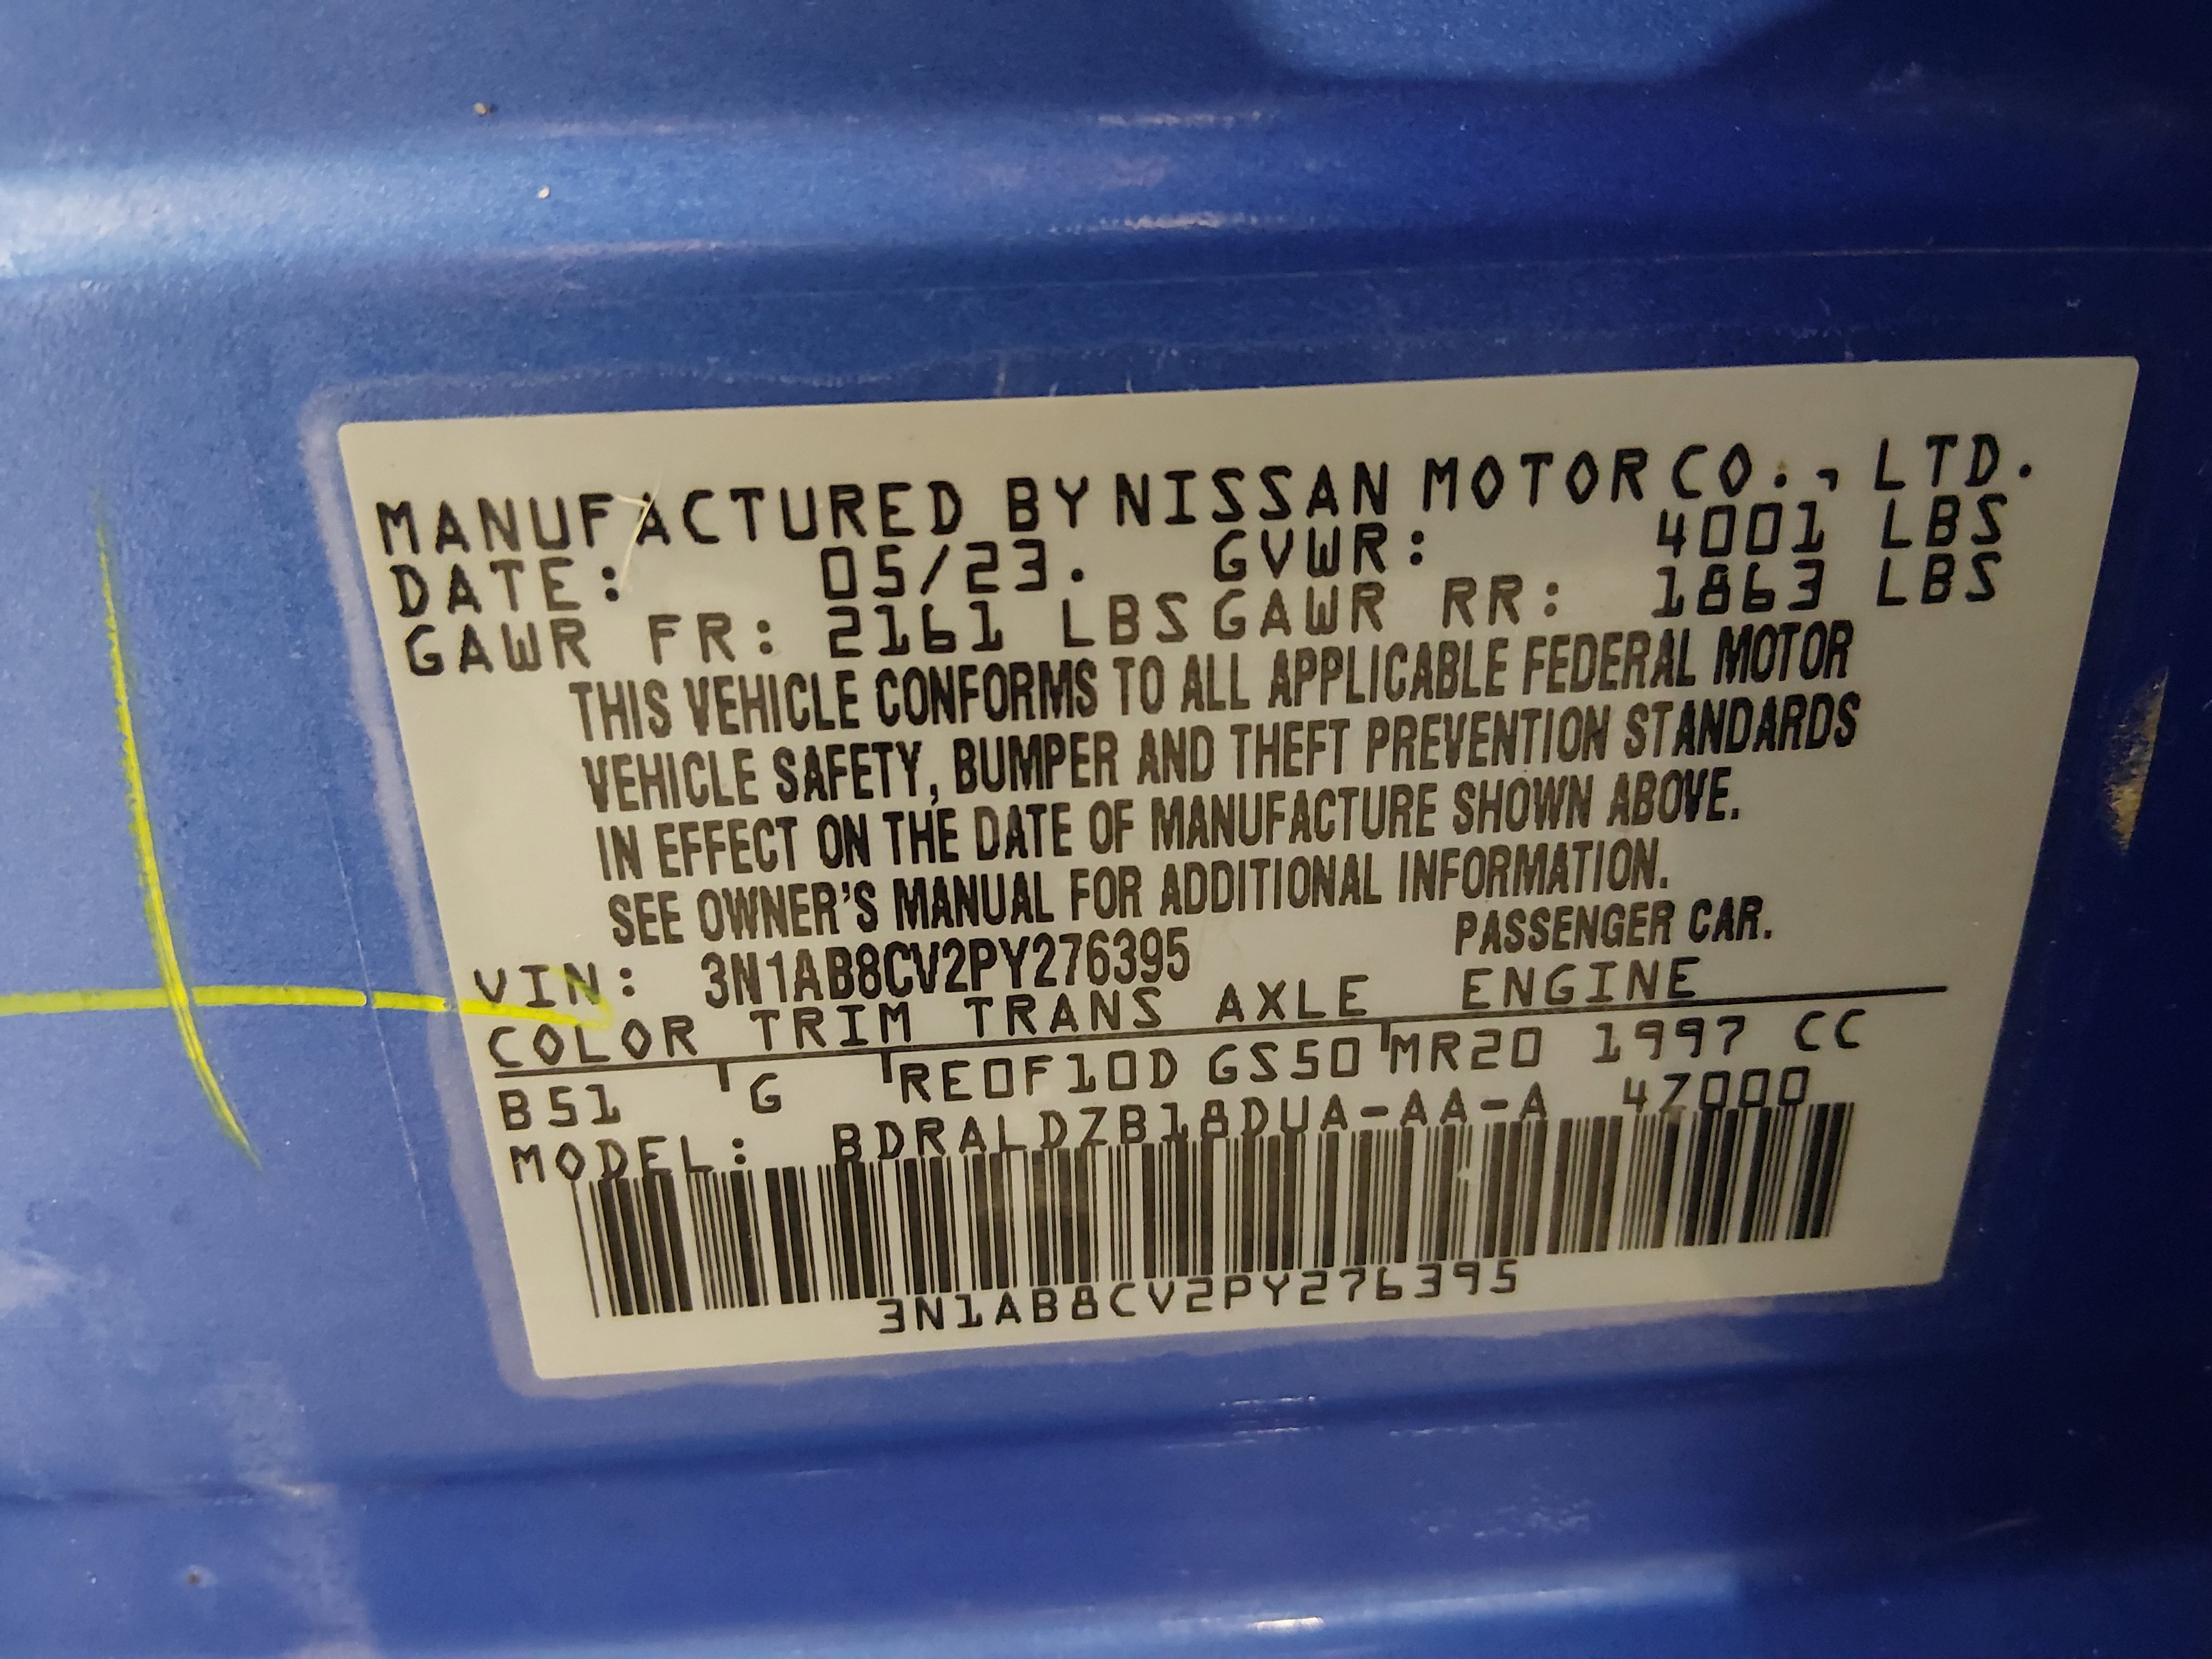 MANUFACTURED BY NISSAN MOTOR CO., LTD.
DATE: 05/23. GVWR: 4001 LBS
GAWR FR: 2161 LBS GAWR RR: 1863 LBS
THIS VEHICLE CONFORMS TO ALL APPLICABLE FEDERAL MOTOR
VEHICLE SAFETY, BUMPER AND THEFT PREVENTION STANDARDS
IN EFFECT ON THE DATE OF MANUFACTURE SHOWN ABOVE.
SEE OWNER'S MANUAL FOR ADDITIONAL INFORMATION.
VIN: 3N1AB8CV2PY276395 PASSENGER CAR.
COLOR TRIM TRANS AXLE ENGINE
B51 G RE0F10D GS50 MR20 1997 CC
MODEL: BDRALDZB18DUA-AA-A 47000
3N1AB8CV2PY276395